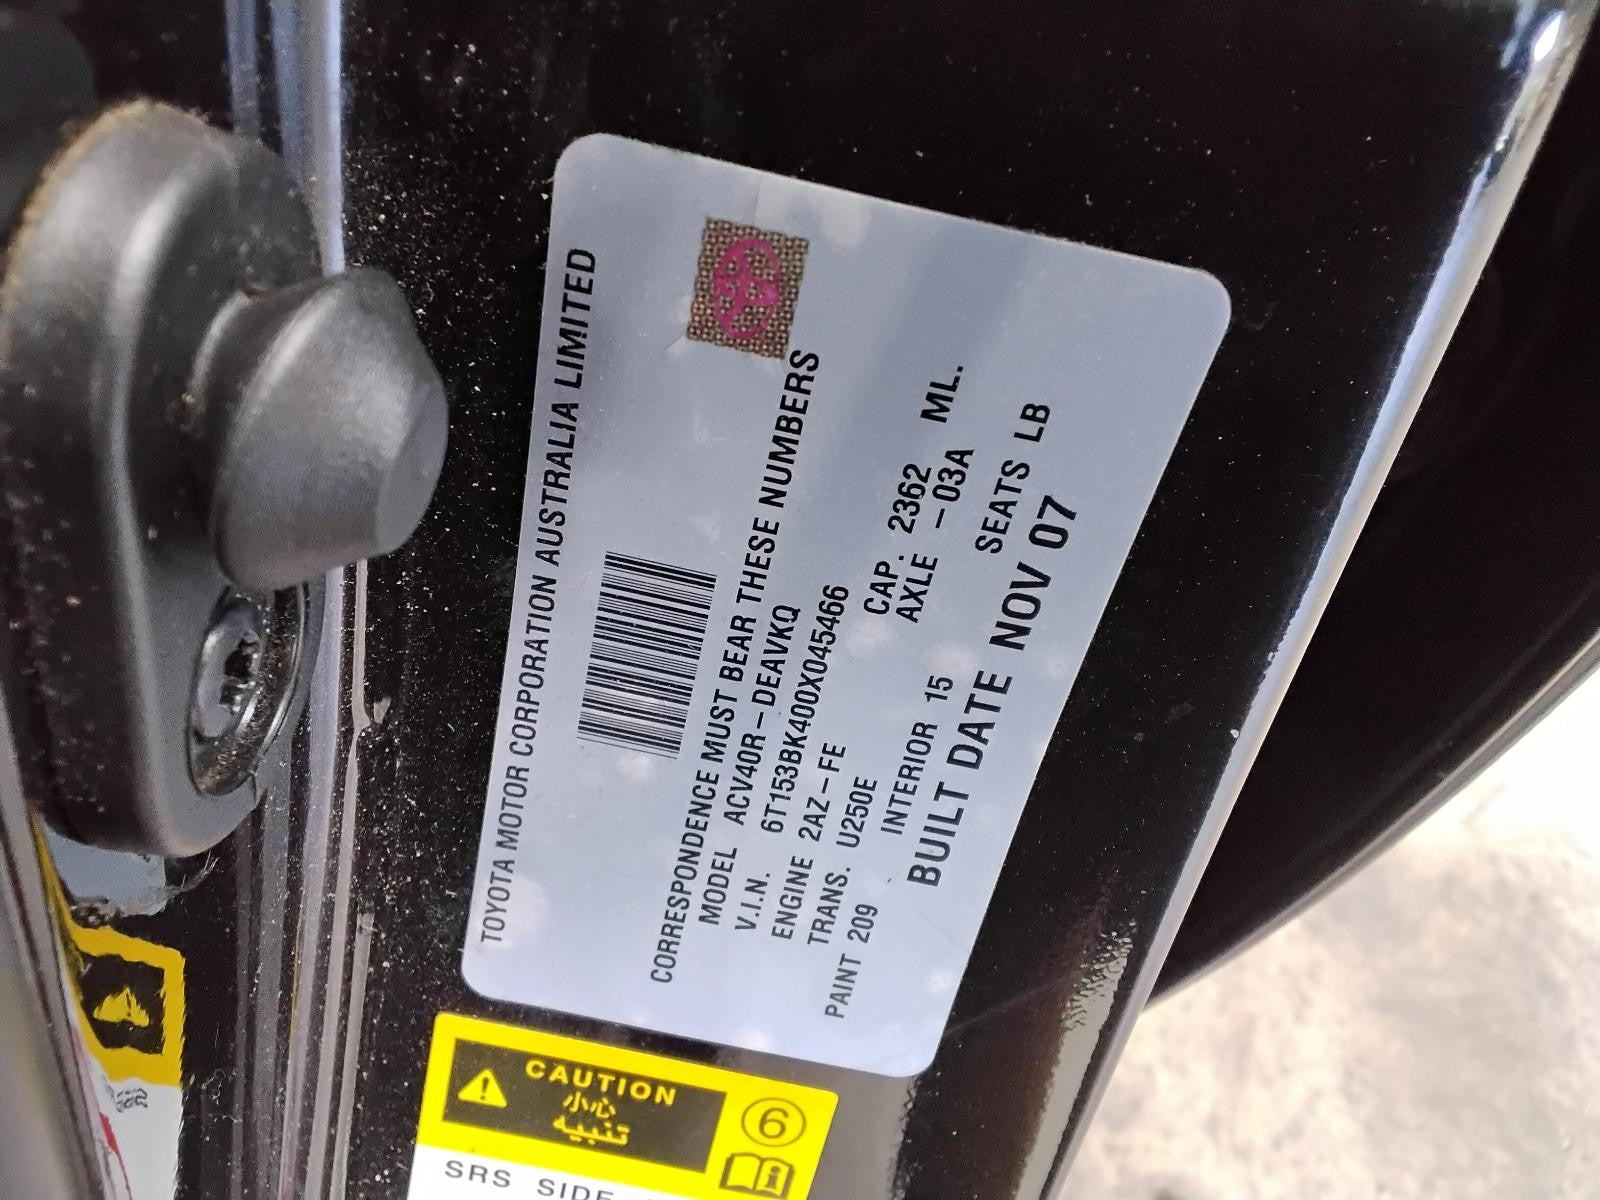 TOYOTA MOTOR CORPORATION AUSTRALIA LIMITED
CORRESPONDENCE MUST BEAR THESE NUMBERS
MODEL ACV40R-DEAVKQ
V.I.N. 6T153BK400X045466
ENGINE 2AZ-FE CAP. 2362 ML.
TRANS. U250E AXLE -03A
PAINT 209 INTERIOR 15 SEATS LB
BUILT DATE NOV 07
CAUTION
小心
تنبيه
6
SRS SIDE